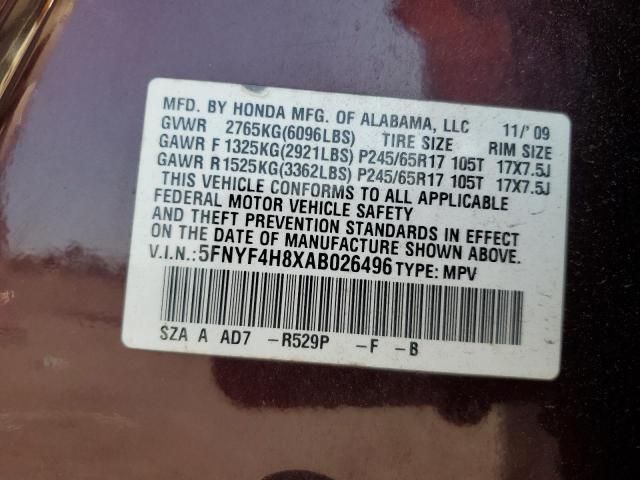 MFD. BY HONDA MFG. OF ALABAMA, LLC 11/'09
GVWR 2765KG(6096LBS) TIRE SIZE RIM SIZE
GAWR F 1325KG(2921LBS) P245/65R17 105T 17X7.5J
GAWR R 1525KG(3362LBS) P245/65R17 105T 17X7.5J
THIS VEHICLE CONFORMS TO ALL APPLICABLE
FEDERAL MOTOR VEHICLE SAFETY
AND THEFT PREVENTION STANDARDS IN EFFECT
ON THE DATE OF MANUFACTURE SHOWN ABOVE.
V.I.N.: 5FNYF4H8XAB026496 TYPE: MPV
SZA A AD7 -R529P -F -B